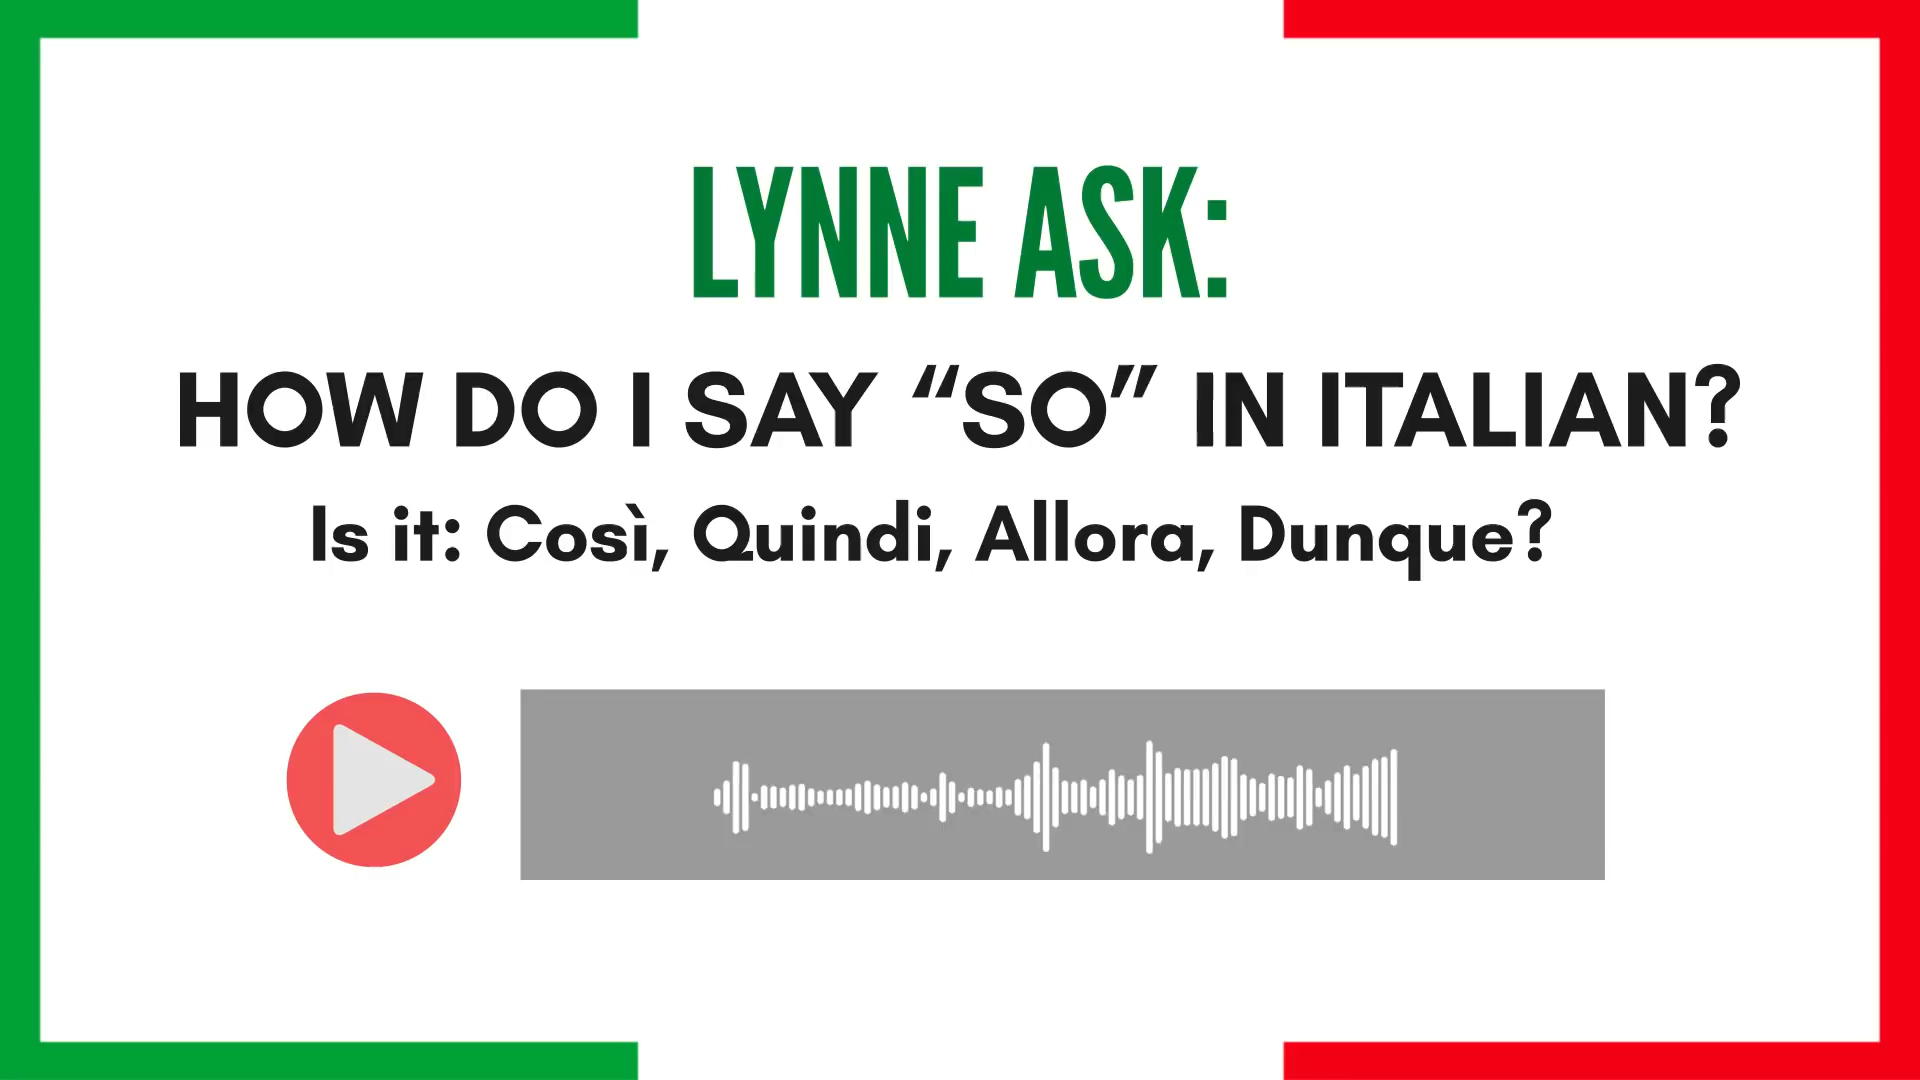 LYNNE ASK:
HOW DO I SAY “SO” IN ITALIAN?
Is it: Così, Quindi, Allora, Dunque?